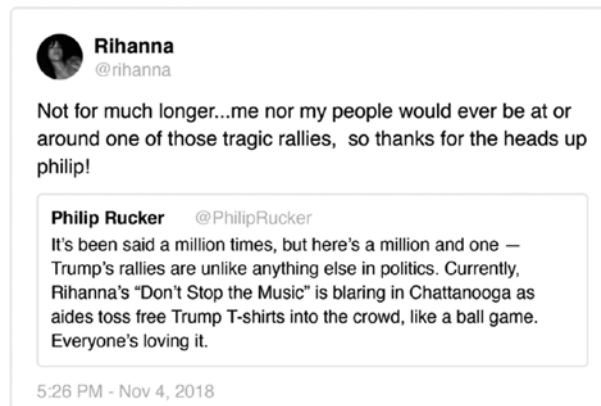 Rihanna
@rihanna
Not for much longer...me nor my people would ever be at or
around one of those tragic rallies,  so thanks for the heads up
philip!
Philip Rucker @PhilipRucker
It's been said a million times, but here's a million and one —
Trump's rallies are unlike anything else in politics. Currently,
Rihanna's “Don't Stop the Music” is blaring in Chattanooga as
aides toss free Trump T-shirts into the crowd, like a ball game.
Everyone's loving it.
5:26 PM - Nov 4, 2018